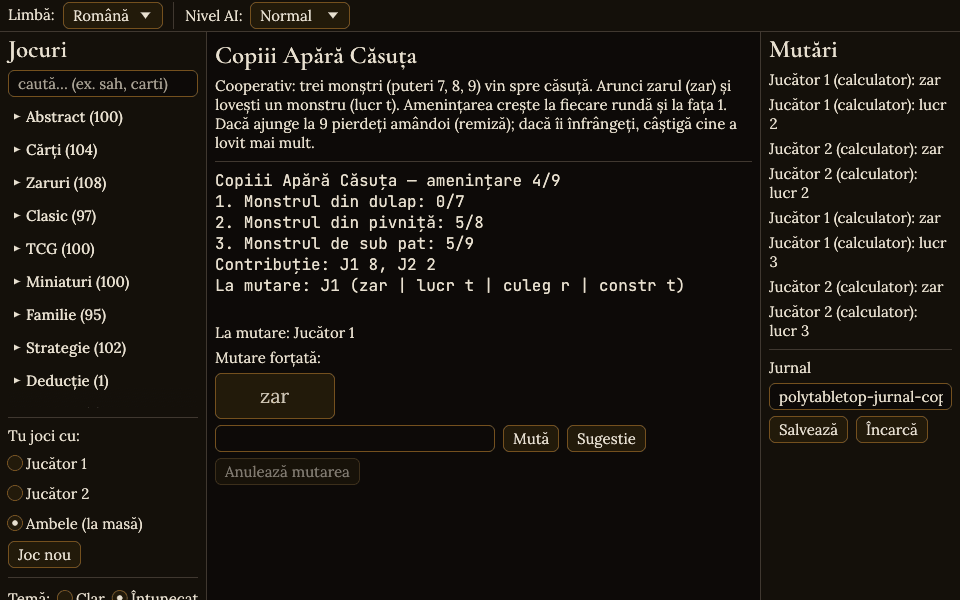 Limbă:
Română
Nivel AI:
Normal
Jocuri
caută... (ex. sah, carti)
Abstract (100)
Cărți (104)
Zaruri (108)
Clasic (97)
TCG (100)
Miniaturi (100)
Familie (95)
Strategie (102)
Deducție (1)
Tu joci cu:
Jucător 1
Jucător 2
Ambele (la masă)
Joc nou
Temă:
Clar
Întunecat
Copiii Apără Căsuța
Cooperativ: trei monștri (puteri 7, 8, 9) vin spre căsuță. Arunci zarul (zar) și
lovești un monstru (lucr t). Amenințarea crește la fiecare rundă și la fața 1.
Dacă ajunge la 9 pierdeți amândoi (remiză); dacă îi înfrângeți, câștigă cine a
lovit mai mult.
Copiii Apără Căsuța — amenințare 4/9
1. Monstrul din dulap: 0/7
2. Monstrul din pivniță: 5/8
3. Monstrul de sub pat: 5/9
Contribuție: J1 8, J2 2
La mutare: J1 (zar | lucr t | culeg r | constr t)
La mutare: Jucător 1
Mutare forțată:
zar
Mută
Sugestie
Anulează mutarea
Mutări
Jucător 1 (calculator): zar
Jucător 1 (calculator): lucr
2
Jucător 2 (calculator): zar
Jucător 2 (calculator):
lucr 2
Jucător 1 (calculator): zar
Jucător 1 (calculator): lucr
3
Jucător 2 (calculator): zar
Jucător 2 (calculator):
lucr 3
Jurnal
polytabletop-jurnal-cop
Salvează
Încarcă